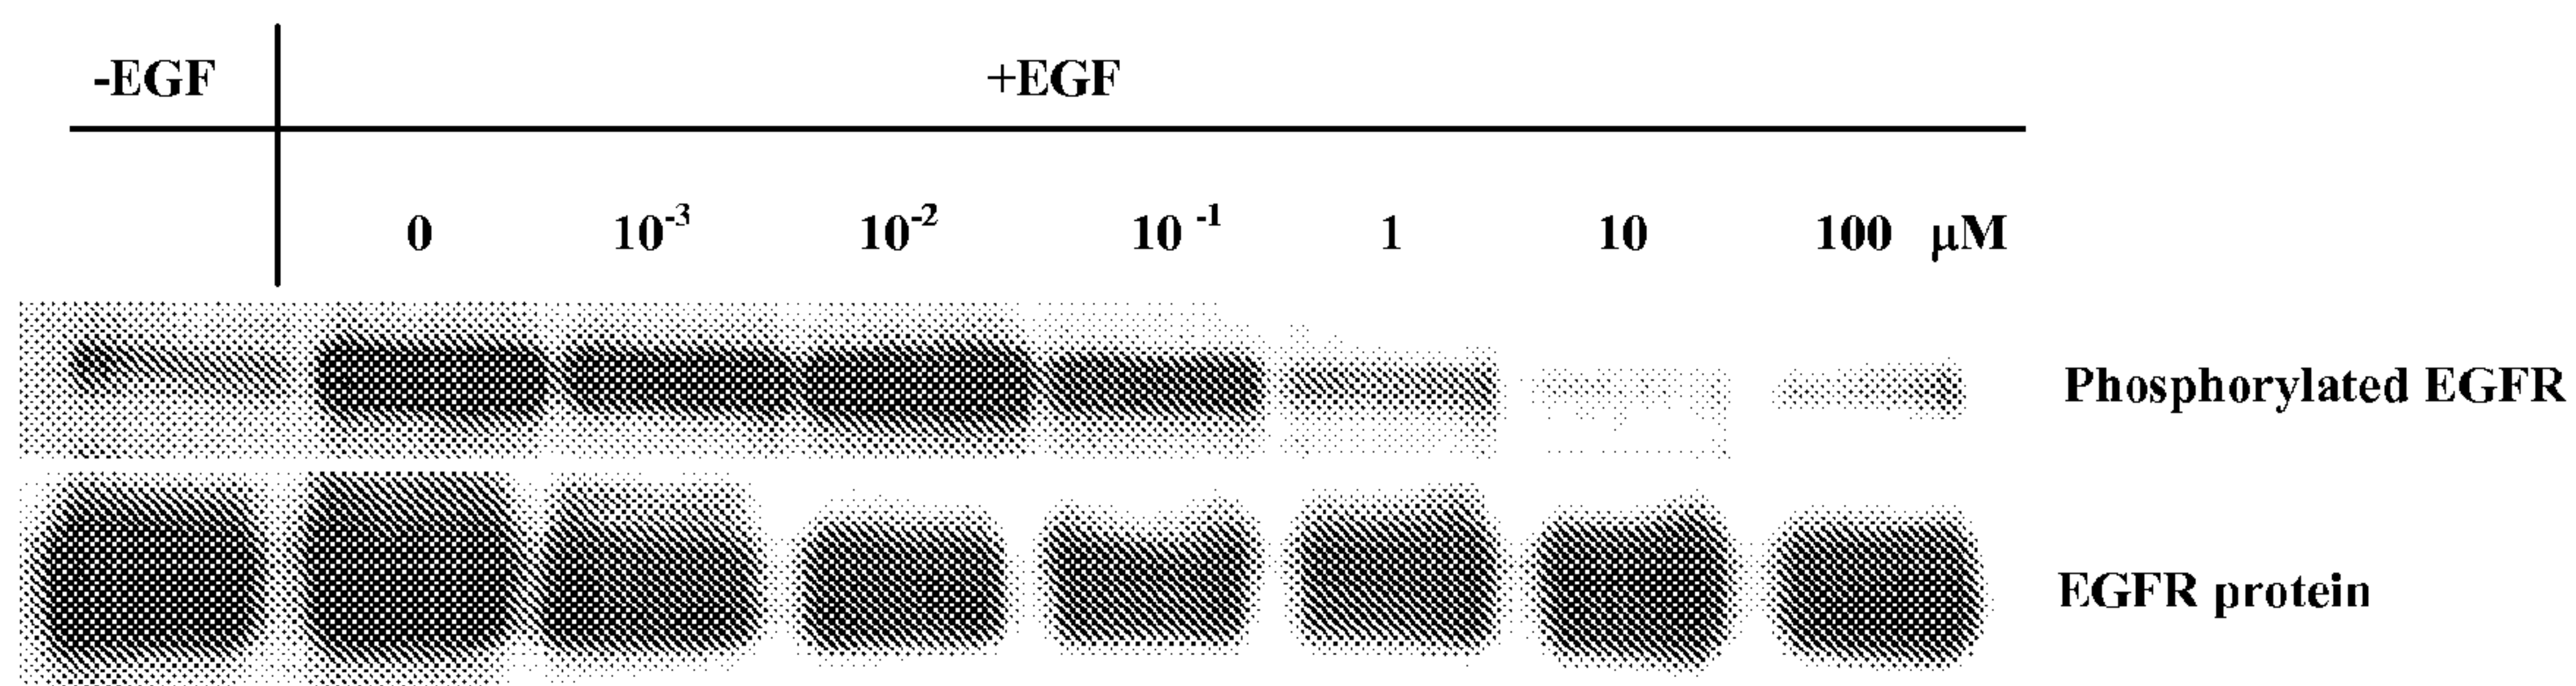 -EGF +EGF
0 10⁻³ 10⁻² 10 ⁻¹ 1 10 100 μM
Phosphorylated EGFR
EGFR protein